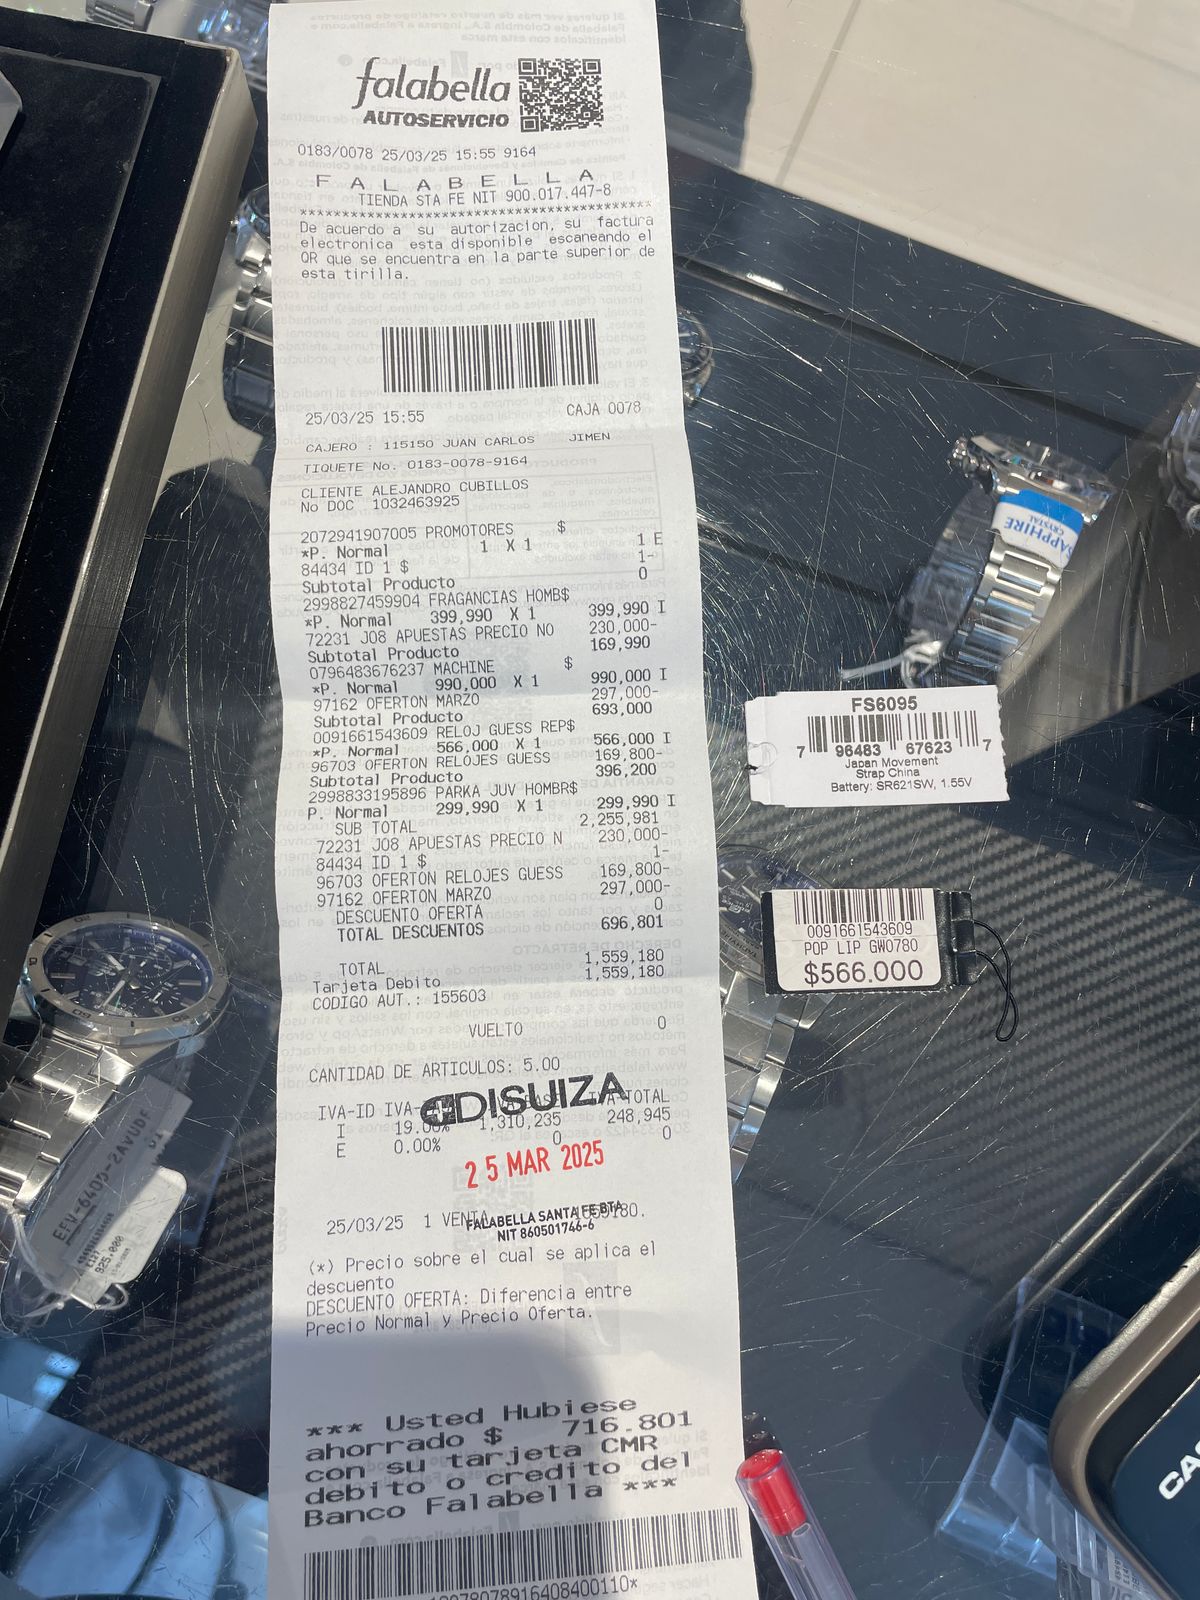 falabella
AUTOSERVICIO
0183/0078 25/03/25 15:55 9164
F A L A B E L L A
TIENDA STA FE NIT 900.017.447-8
****************************************
De acuerdo a su autorizacion, su factura
electronica esta disponible escaneando el
QR que se encuentra en la parte superior de
esta tirilla.
25/03/25 15:55 CAJA 0078
CAJERO : 115150 JUAN CARLOS JIMEN
TIQUETE No. 0183-0078-9164
CLIENTE ALEJANDRO CUBILLOS
No DOC 1032463925
2072941907005 PROMOTORES $
*P. Normal 1 X 1 1 E
84434 ID 1 $ 1-
Subtotal Producto 0
2998827459904 FRAGANCIAS HOMB$
*P. Normal 399,990 X 1 399,990 I
72231 J08 APUESTAS PRECIO NO 230,000-
Subtotal Producto 169,990
0796483676237 MACHINE $
*P. Normal 990,000 X 1 990,000 I
97162 OFERTON MARZO 297,000-
Subtotal Producto 693,000
0091661543609 RELOJ GUESS REP$
*P. Normal 566,000 X 1 566,000 I
96703 OFERTON RELOJES GUESS 169,800-
Subtotal Producto 396,200
2998833195896 PARKA JUV HOMBR$
P. Normal 299,990 X 1 299,990 I
SUB TOTAL 2,255,981
72231 J08 APUESTAS PRECIO N 230,000-
84434 ID 1 $ 1-
96703 OFERTON RELOJES GUESS 169,800-
97162 OFERTON MARZO 297,000-
DESCUENTO OFERTA 0
TOTAL DESCUENTOS 696,801
TOTAL 1,559,180
Tarjeta Debito 1,559,180
CODIGO AUT.: 155603
VUELTO 0
CANTIDAD DE ARTICULOS: 5.00
DISUIZA
IVA-ID IVA-TOTAL
I 19.00% 1,310,235 248,945
E 0.00% 0 0
25 MAR 2025
25/03/25 1 VENTA
FALABELLA SANTA FE BTA
NIT 860501746-6
(*) Precio sobre el cual se aplica el
descuento
DESCUENTO OFERTA: Diferencia entre
Precio Normal y Precio Oferta.
*** Usted Hubiese
ahorrado $ 716.801
con su tarjeta CMR
debito o credito del
Banco Falabella ***
SAPPHIRE
CRYSTAL
FS6095
7 96483 67623 7
Japan Movement
Strap China
Battery: SR621SW, 1.55V
0091661543609
POP LIP GW0780
$566.000
EFV-640D-2AVUDF
925.000